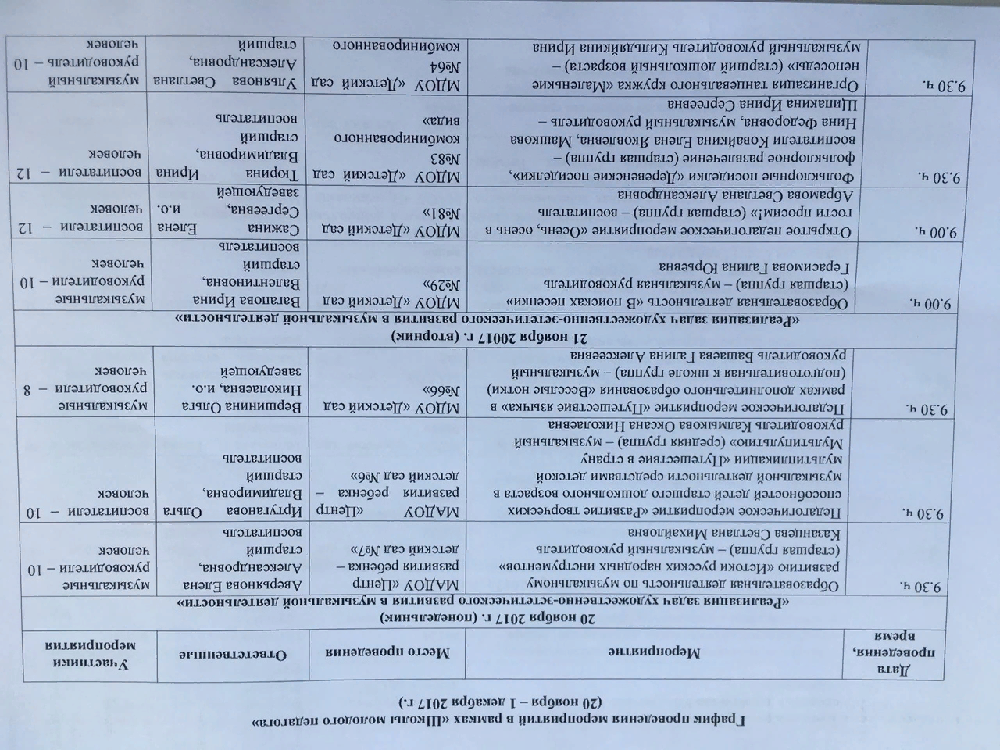 График проведения мероприятий в рамках «Школы молодого педагога»
(20 ноября – 1 декабря 2017 г.)
Дата
проведения,
время
Мероприятие
Место проведения
Ответственные
Участники
мероприятия
20 ноября 2017 г. (понедельник)
«Реализация задач художественно-эстетического развития в музыкальной деятельности»
9.30 ч.
Образовательная деятельность по музыкальному
развитию «Истоки русских народных инструментов»
(старшая группа) – музыкальный руководитель
Казанцева Светлана Михайловна
МАДОУ «Центр
развития ребенка –
детский сад №7»
Аверьянова Елена
Александровна,
старший
воспитатель
музыкальные
руководители – 10
человек
9.30 ч.
Педагогическое мероприятие «Развитие творческих
способностей детей старшего дошкольного возраста в
музыкальной деятельности средствами детской
мультипликации «Путешествие в страну
Мультипультию» (средняя группа) – музыкальный
руководитель Калмыкова Оксана Николаевна
МАДОУ «Центр
развития ребенка –
детский сад №6»
Иртуганова Ольга
Владимировна,
старший
воспитатель
воспитатели – 10
человек
9.30 ч.
Педагогическое мероприятие «Путешествие язычка» в
рамках дополнительного образования «Веселые нотки)
(подготовительная к школе группа) – музыкальный
руководитель Башаева Галина Алексеевна
МДОУ «Детский сад
№66»
Вершинина Ольга
Николаевна, и.о.
заведующей
музыкальные
руководители – 8
человек
21 ноября 20017 г. (вторник)
«Реализация задач художественно-эстетического развития в музыкальной деятельности»
9.00 ч.
Образовательная деятельность «В поисках песенки»
(старшая группа) – музыкальная руководитель
Герасимова Галина Юрьевна
МДОУ «Детский сад
№29»
Вагапова Ирина
Валентиновна,
старший
воспитатель
музыкальные
руководители – 10
человек
9.00 ч.
Открытое педагогическое мероприятие «Осень, осень в
гости просим!» (старшая группа) – воспитатель
Абрамова Светлана Александровна
МДОУ «Детский сад
№81»
Сажина Елена
Сергеевна, и.о.
заведующей
воспитатели – 12
человек
9.30 ч.
Фольклорные посиделки «Деревенские посиделки»,
фольклорное развлечение (старшая группа) –
воспитатели Ковайкина Елена Яковлевна, Машкова
Нина Федоровна, музыкальный руководитель –
Шипакина Ирина Сергеевна
МДОУ «Детский сад
№83
комбинированного
вида»
Тюрина Ирина
Владимировна,
старший
воспитатель
воспитатели – 12
человек
9.30 ч.
Организация танцевального кружка «Маленькие
непоседы» (старший дошкольный возраста) –
музыкальный руководитель Кильдяйкина Ирина
МДОУ «Детский сад
№64
комбинированного
Ульянова Светлана
Александровна,
старший
музыкальный
руководитель – 10
человек